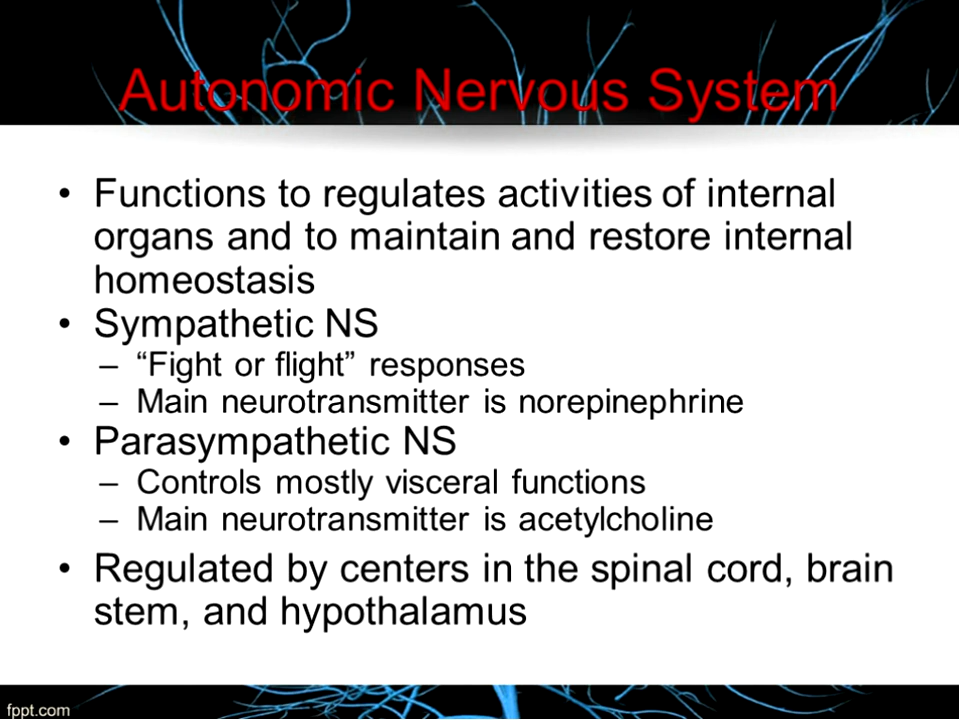 Autonomic Nervous System
• Functions to regulates activities of internal
organs and to maintain and restore internal
homeostasis
• Sympathetic NS
– “Fight or flight” responses
– Main neurotransmitter is norepinephrine
• Parasympathetic NS
– Controls mostly visceral functions
– Main neurotransmitter is acetylcholine
• Regulated by centers in the spinal cord, brain
stem, and hypothalamus
fppt.com